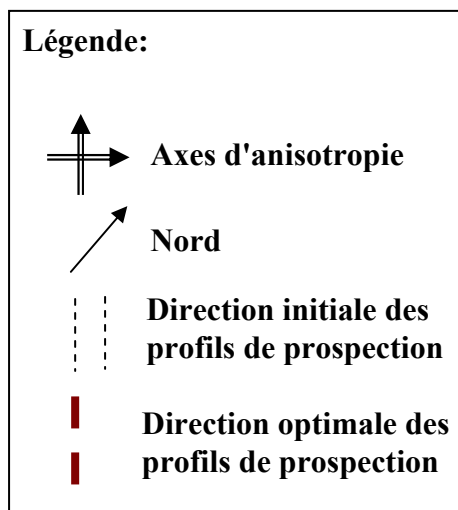 Légende:
Axes d'anisotropie
Nord
Direction initiale des
profils de prospection
Direction optimale des
profils de prospection